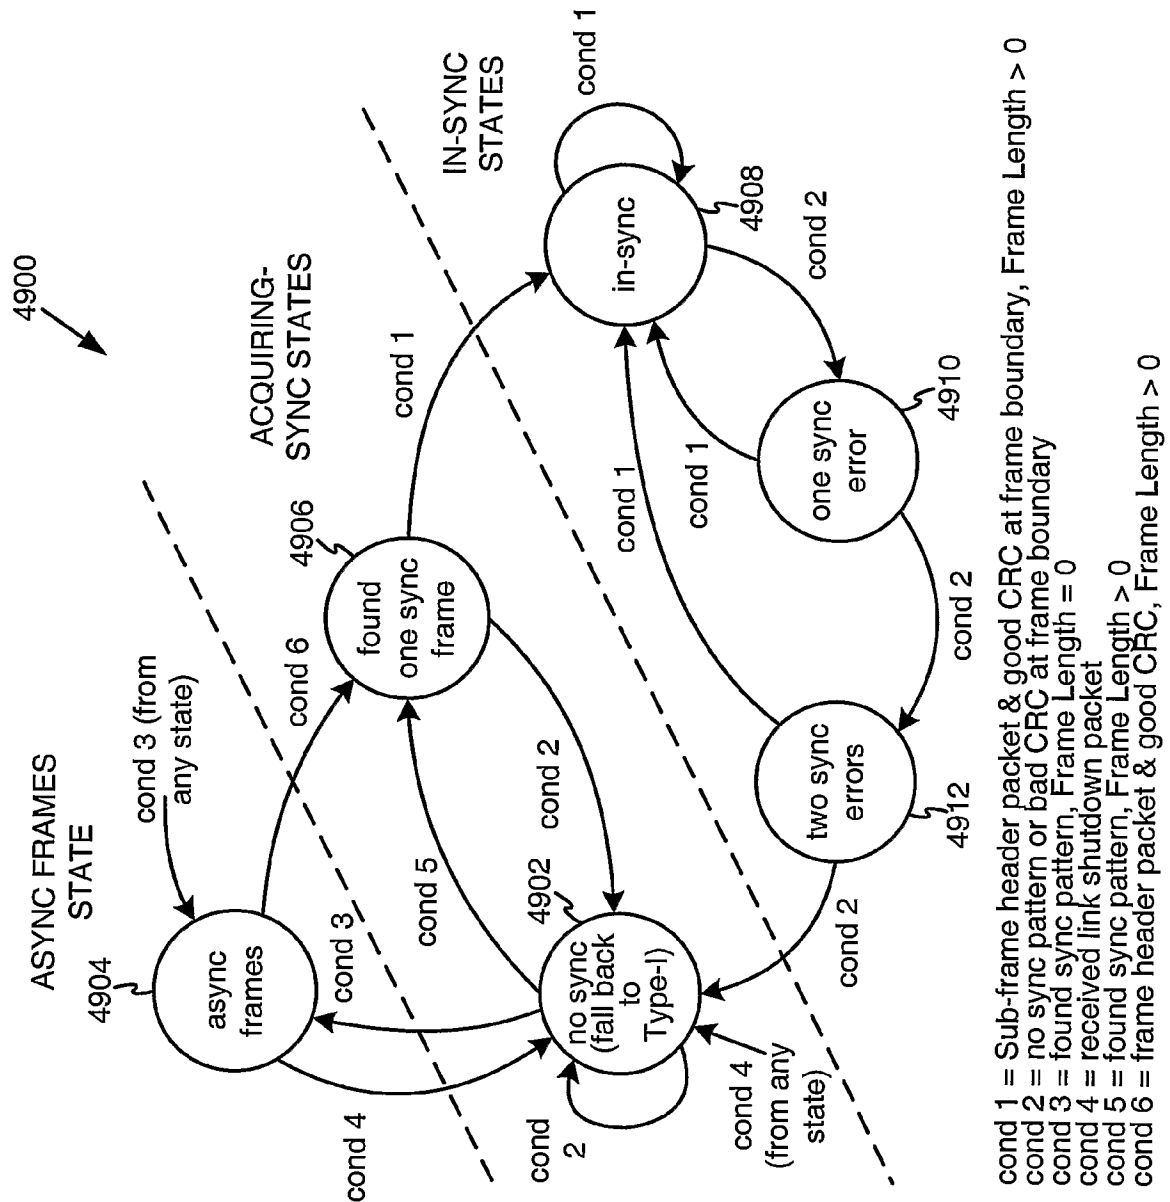 4900
ASYNC FRAMES
STATE
ACQUIRING-
SYNC STATES
IN-SYNC
STATES
4904
async
frames
cond 3 (from
any state)
cond 6
4906
found
one sync
frame
cond 1
cond 1
in-sync
4908
cond 4
cond 3
cond 5
cond 2
4902
no sync
(fall back
to
Type-I)
cond
2
cond 4
(from any
state)
cond 1
cond 1
cond 2
one sync
error
4910
cond 2
two sync
errors
4912
cond 2
cond 1 = Sub-frame header packet & good CRC at frame boundary, Frame Length > 0
cond 2 = no sync pattern or bad CRC at frame boundary
cond 3 = found sync pattern, Frame Length = 0
cond 4 = received link shutdown packet
cond 5 = found sync pattern, Frame Length > 0
cond 6 = frame header packet & good CRC, Frame Length > 0